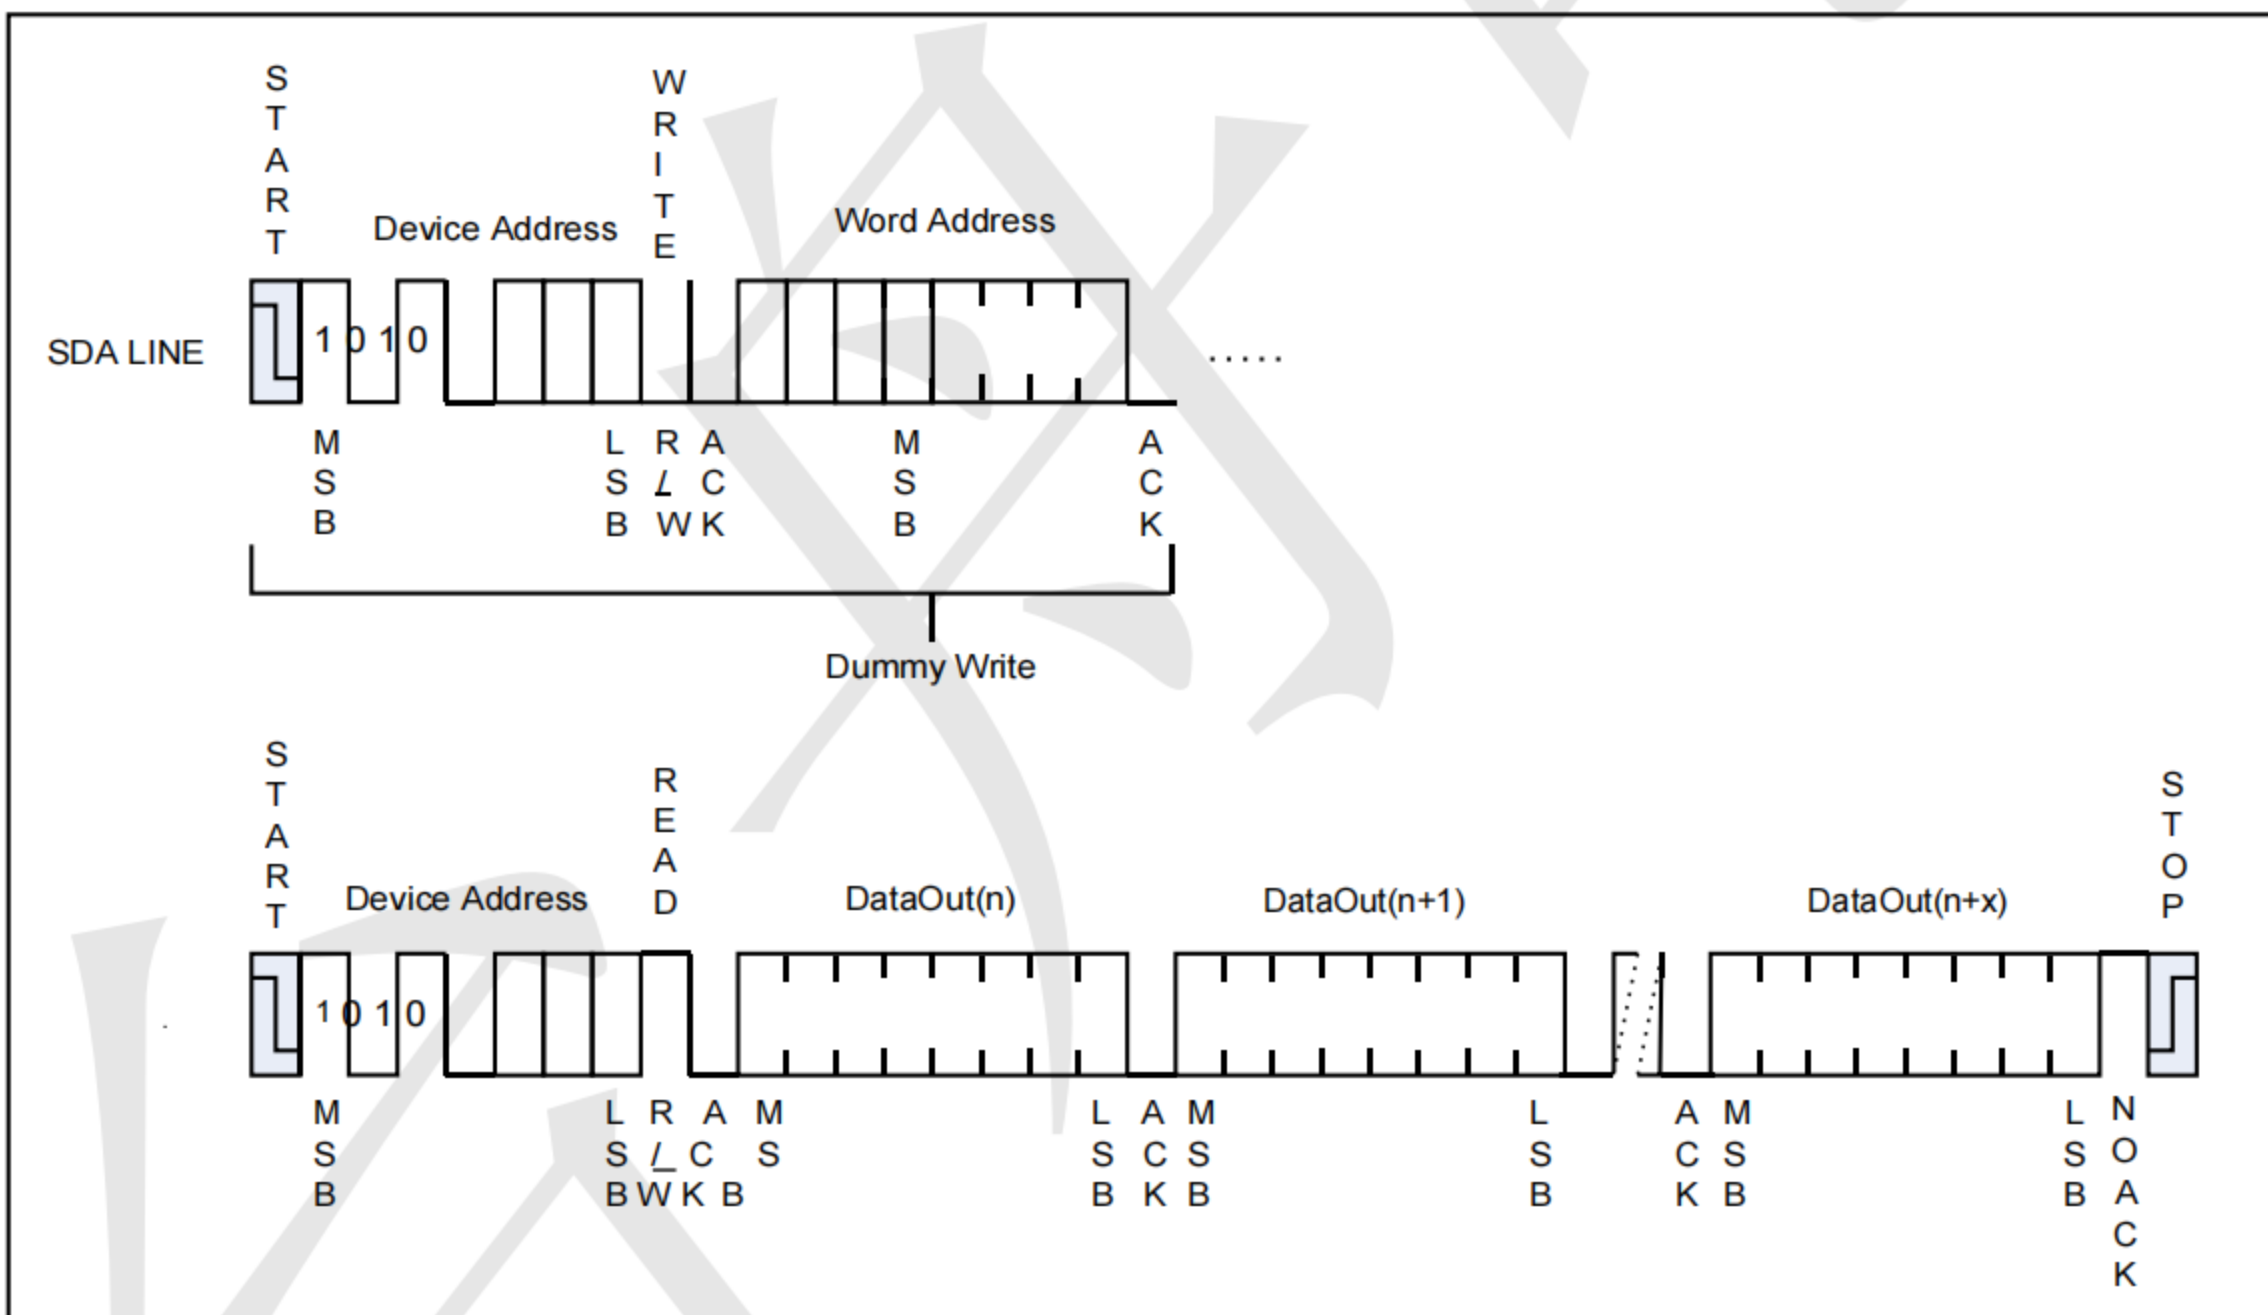 START
WRITE
Device Address
Word Address
SDA LINE
1 0 1 0
.....
MSB
LSB
R/W
ACK
MSB
ACK
Dummy Write
START
READ
STOP
Device Address
DataOut(n)
DataOut(n+1)
DataOut(n+x)
1 0 1 0
MSB
LSB
R/W
ACK
MSB
LSB
ACK
MSB
LSB
ACK
MSB
LSB
NOACK